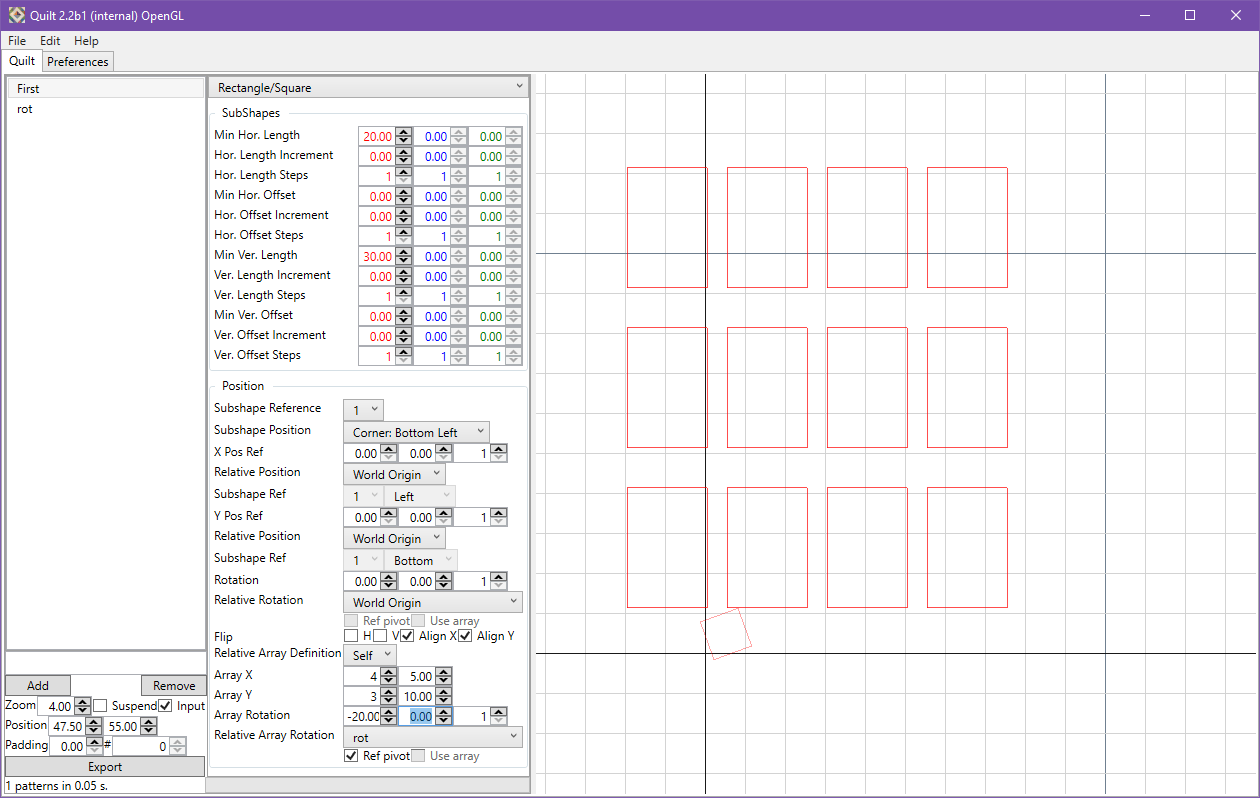 Quilt 2.2b1 (internal) OpenGL
File Edit Help
Quilt Preferences
First
rot
Rectangle/Square
SubShapes
Min Hor. Length 20.00 0.00 0.00
Hor. Length Increment 0.00 0.00 0.00
Hor. Length Steps 1 1 1
Min Hor. Offset 0.00 0.00 0.00
Hor. Offset Increment 0.00 0.00 0.00
Hor. Offset Steps 1 1 1
Min Ver. Length 30.00 0.00 0.00
Ver. Length Increment 0.00 0.00 0.00
Ver. Length Steps 1 1 1
Min Ver. Offset 0.00 0.00 0.00
Ver. Offset Increment 0.00 0.00 0.00
Ver. Offset Steps 1 1 1
Position
Subshape Reference 1
Subshape Position Corner: Bottom Left
X Pos Ref 0.00 0.00 1
Relative Position World Origin
Subshape Ref 1 Left
Y Pos Ref 0.00 0.00 1
Relative Position World Origin
Subshape Ref 1 Bottom
Rotation 0.00 0.00 1
Relative Rotation World Origin
Ref pivot Use array
Flip H V Align X Align Y
Relative Array Definition Self
Array X 4 5.00
Array Y 3 10.00
Array Rotation -20.00 0.00 1
Relative Array Rotation rot
Ref pivot Use array
Add Remove
Zoom 4.00 Suspend Input
Position 47.50 55.00
Padding 0.00 # 0
Export
1 patterns in 0.05 s.